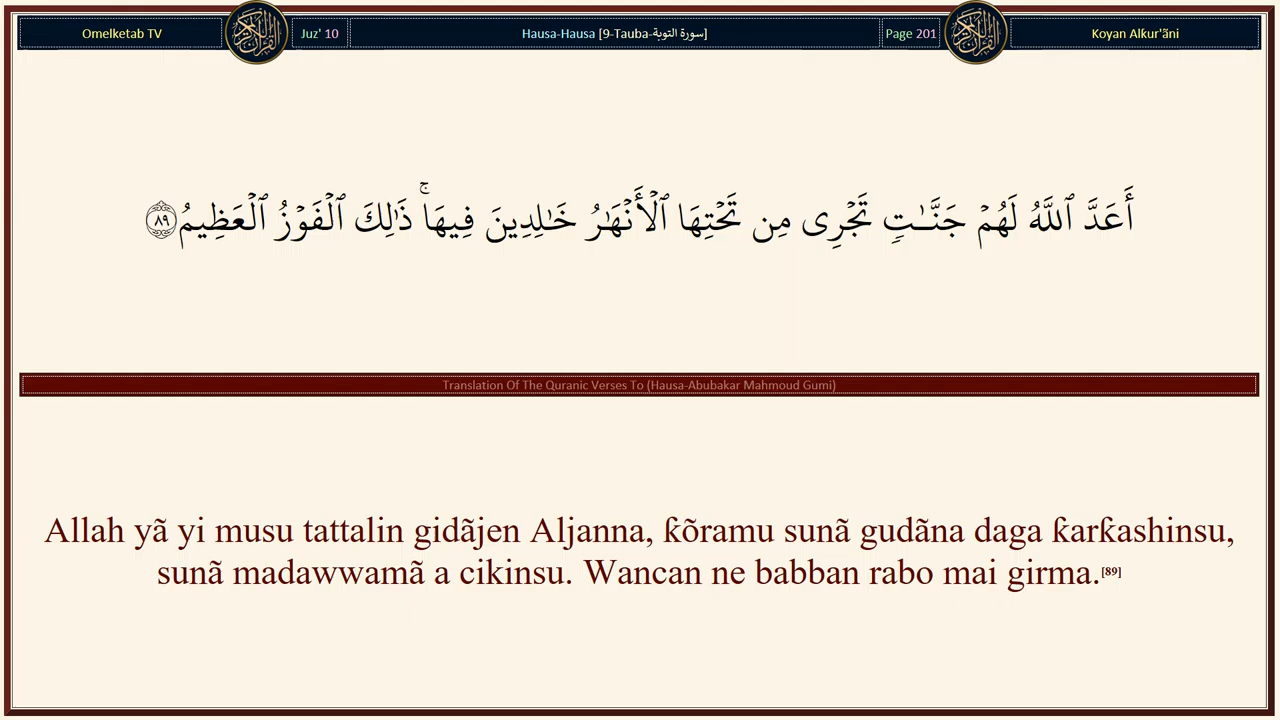 Omelketab TV
Juz' 10
Hausa-Hausa [9-Tauba-سورة التوبة]
Page 201
Koyan Alƙur'ãni
أَعَدَّ ٱللَّهُ لَهُمۡ جَنَّـٰتٖ تَجۡرِى مِن تَحۡتِهَا ٱلۡأَنۡهَـٰرُ خَـٰلِدِينَ فِيهَاۚ ذَٰلِكَ ٱلۡفَوۡزُ ٱلۡعَظِيمُ ٨٩
Translation Of The Quranic Verses To (Hausa-Abubakar Mahmoud Gumi)
Allah yã yi musu tattalin gidãjen Aljanna, ƙõramu sunã gudãna daga ƙarƙashinsu,
sunã madawwamã a cikinsu. Wancan ne babban rabo mai girma.[89]